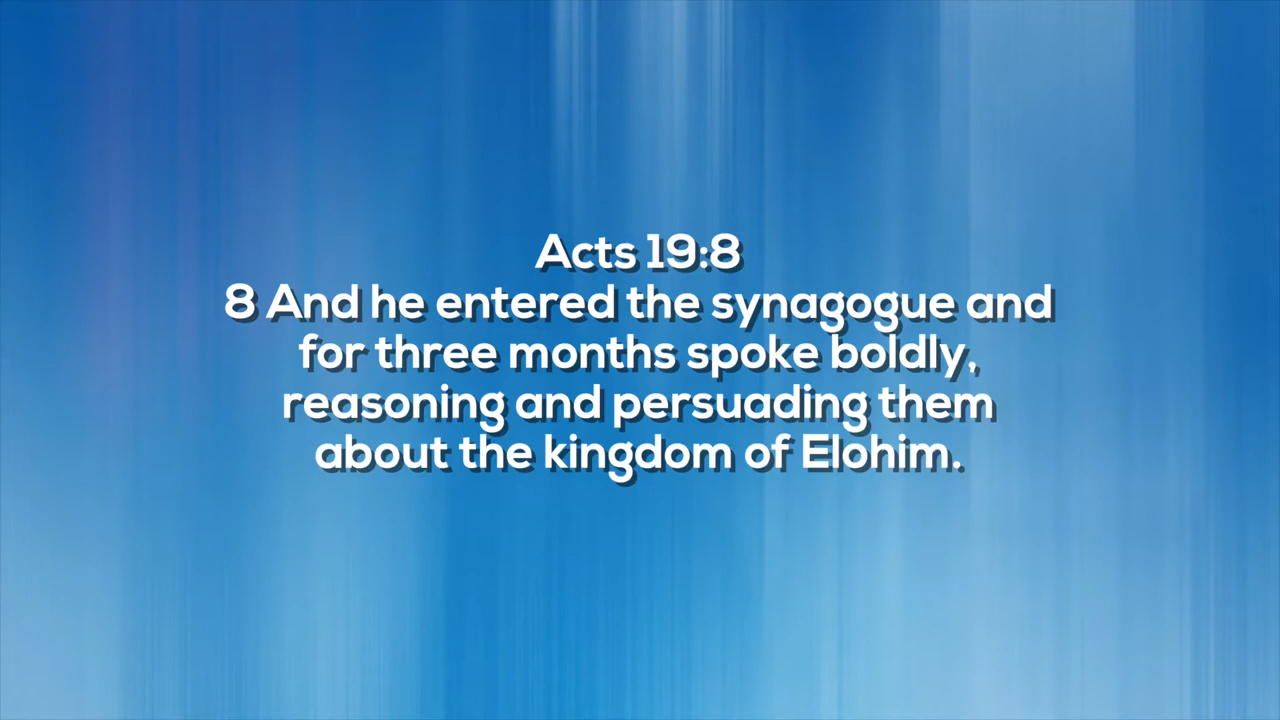 Acts 19:8
8 And he entered the synagogue and
for three months spoke boldly,
reasoning and persuading them
about the kingdom of Elohim.